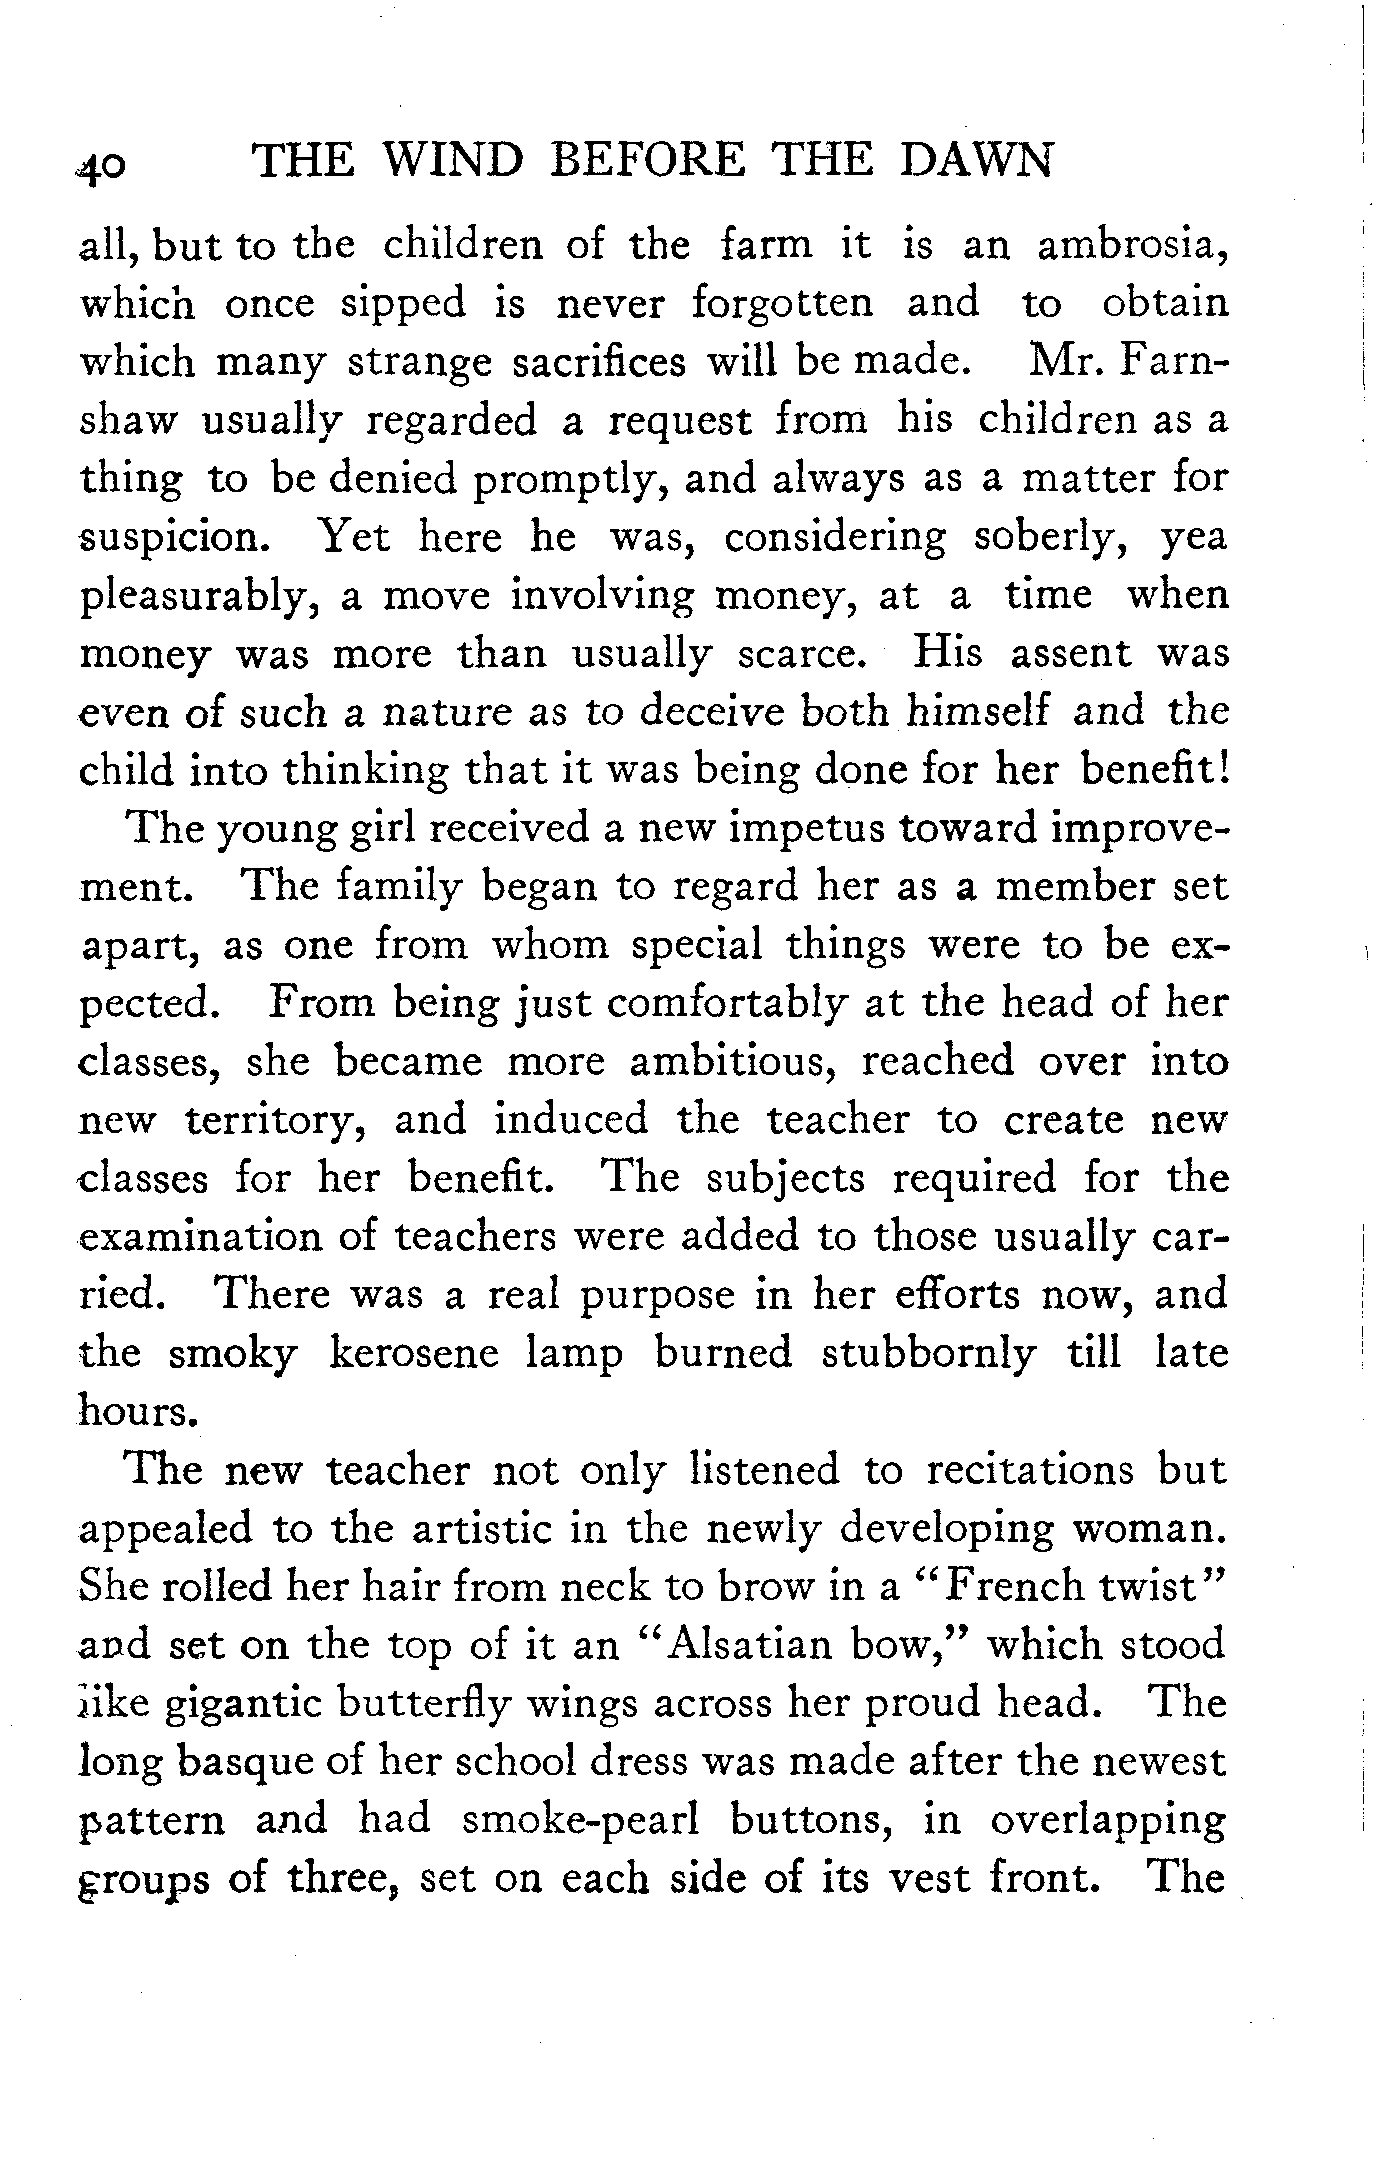 40 THE WIND BEFORE THE DAWN
all, but to the children of the farm it is an ambrosia,
which once sipped is never forgotten and to obtain
which many strange sacrifices will be made. Mr. Farn-
shaw usually regarded a request from his children as a
thing to be denied promptly, and always as a matter for
suspicion. Yet here he was, considering soberly, yea
pleasurably, a move involving money, at a time when
money was more than usually scarce. His assent was
even of such a nature as to deceive both himself and the
child into thinking that it was being done for her benefit!
The young girl received a new impetus toward improve-
ment. The family began to regard her as a member set
apart, as one from whom special things were to be ex-
pected. From being just comfortably at the head of her
classes, she became more ambitious, reached over into
new territory, and induced the teacher to create new
classes for her benefit. The subjects required for the
examination of teachers were added to those usually car-
ried. There was a real purpose in her efforts now, and
the smoky kerosene lamp burned stubbornly till late
hours.
The new teacher not only listened to recitations but
appealed to the artistic in the newly developing woman.
She rolled her hair from neck to brow in a “French twist”
and set on the top of it an “Alsatian bow,” which stood
like gigantic butterfly wings across her proud head. The
long basque of her school dress was made after the newest
pattern and had smoke-pearl buttons, in overlapping
groups of three, set on each side of its vest front. The